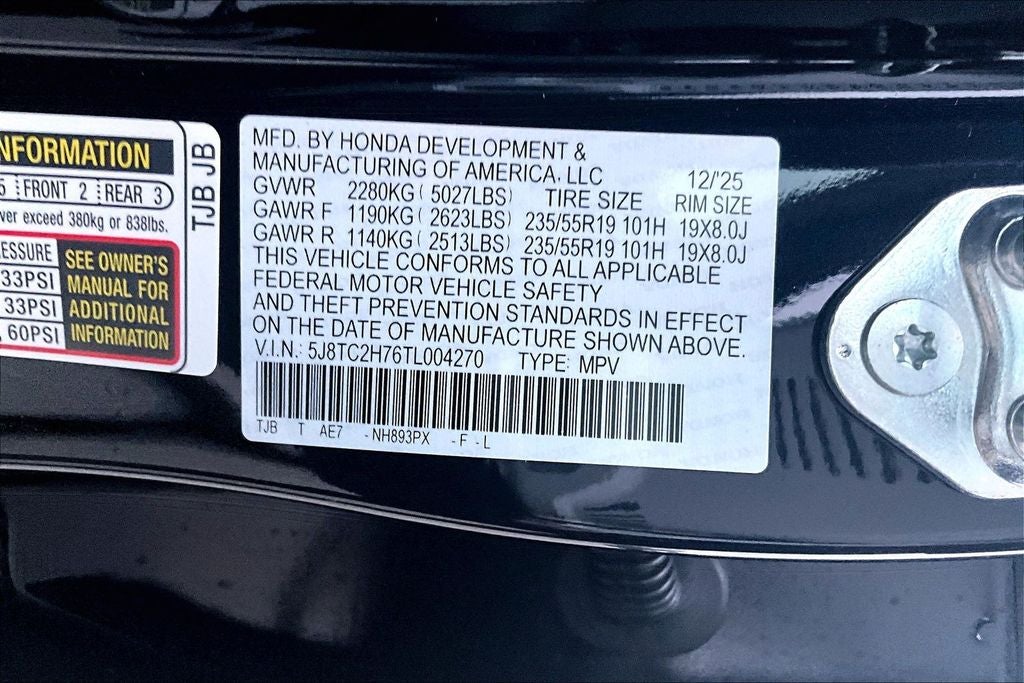 NFORMATION
5 FRONT 2 REAR 3
ver exceed 380kg or 838lbs.
ESSURE
33PSI
33PSI
60PSI
SEE OWNER'S
MANUAL FOR
ADDITIONAL
INFORMATION
TJB JB
MFD. BY HONDA DEVELOPMENT &
MANUFACTURING OF AMERICA, LLC 12/'25
GVWR 2280KG ( 5027LBS) TIRE SIZE RIM SIZE
GAWR F 1190KG ( 2623LBS) 235/55R19 101H 19X8.0J
GAWR R 1140KG ( 2513LBS) 235/55R19 101H 19X8.0J
THIS VEHICLE CONFORMS TO ALL APPLICABLE
FEDERAL MOTOR VEHICLE SAFETY
AND THEFT PREVENTION STANDARDS IN EFFECT
ON THE DATE OF MANUFACTURE SHOWN ABOVE.
V.I.N.: 5J8TC2H76TL004270 TYPE: MPV
TJB T AE7 -NH893PX -F -L